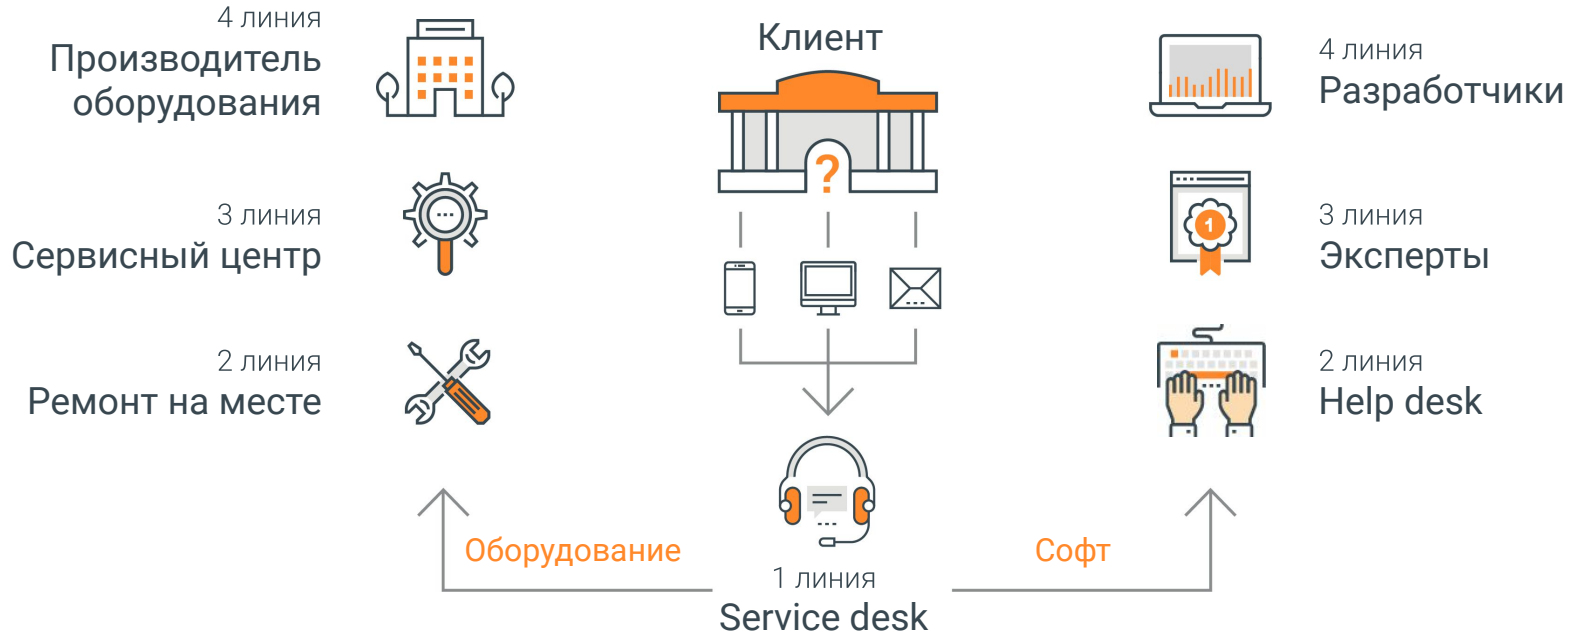 4 линия
Производитель
оборудования
3 линия
Сервисный центр
2 линия
Ремонт на месте
Клиент
?
4 линия
Разработчики
1
3 линия
Эксперты
2 линия
Help desk
Оборудование
Софт
1 линия
Service desk